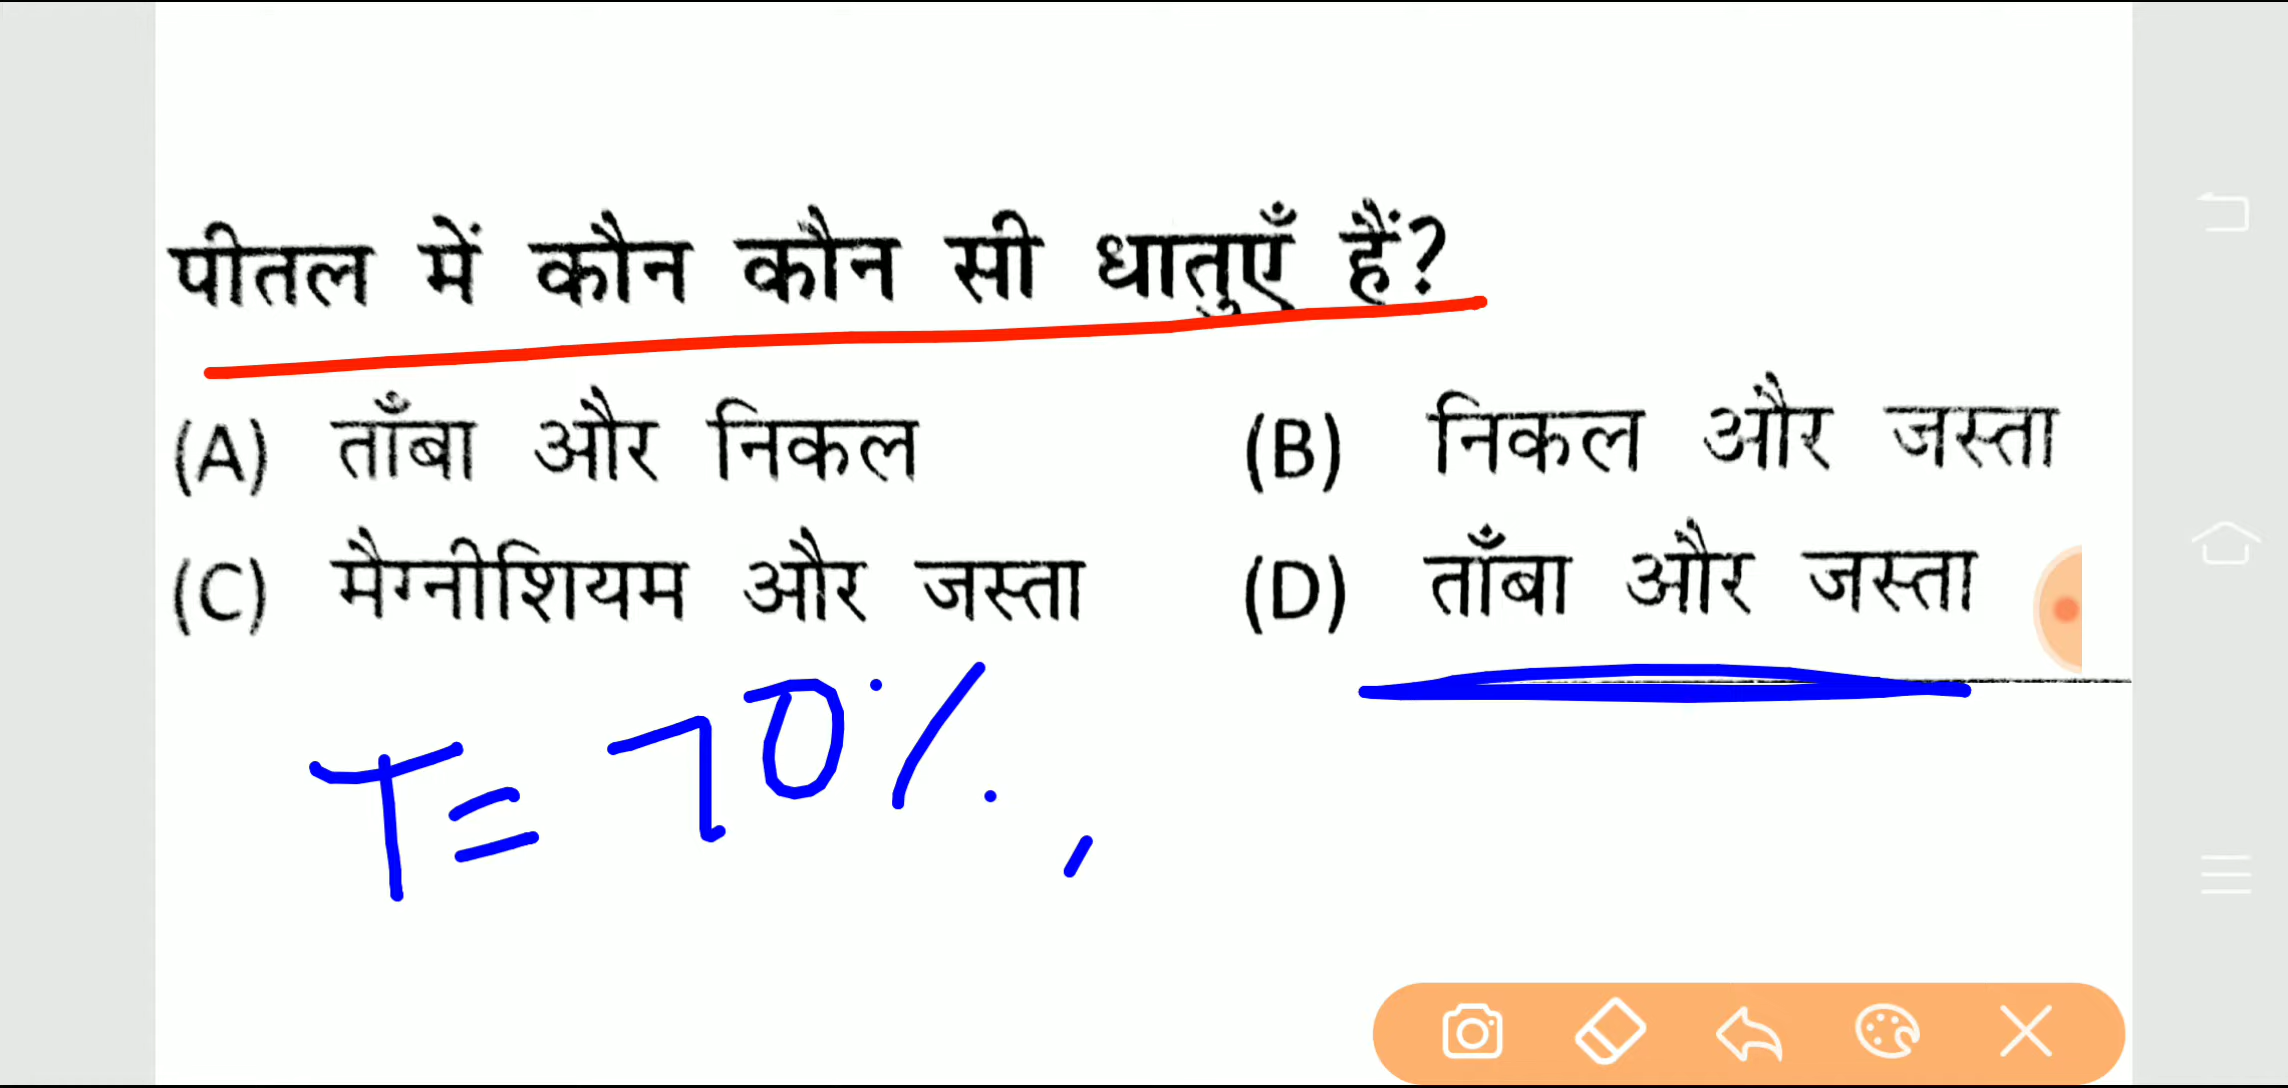 पीतल में कौन कौन सी धातुएँ हैं?
(A) ताँबा और निकल (B) निकल और जस्ता
(C) मैग्नीशियम और जस्ता (D) ताँबा और जस्ता
T= 70%,